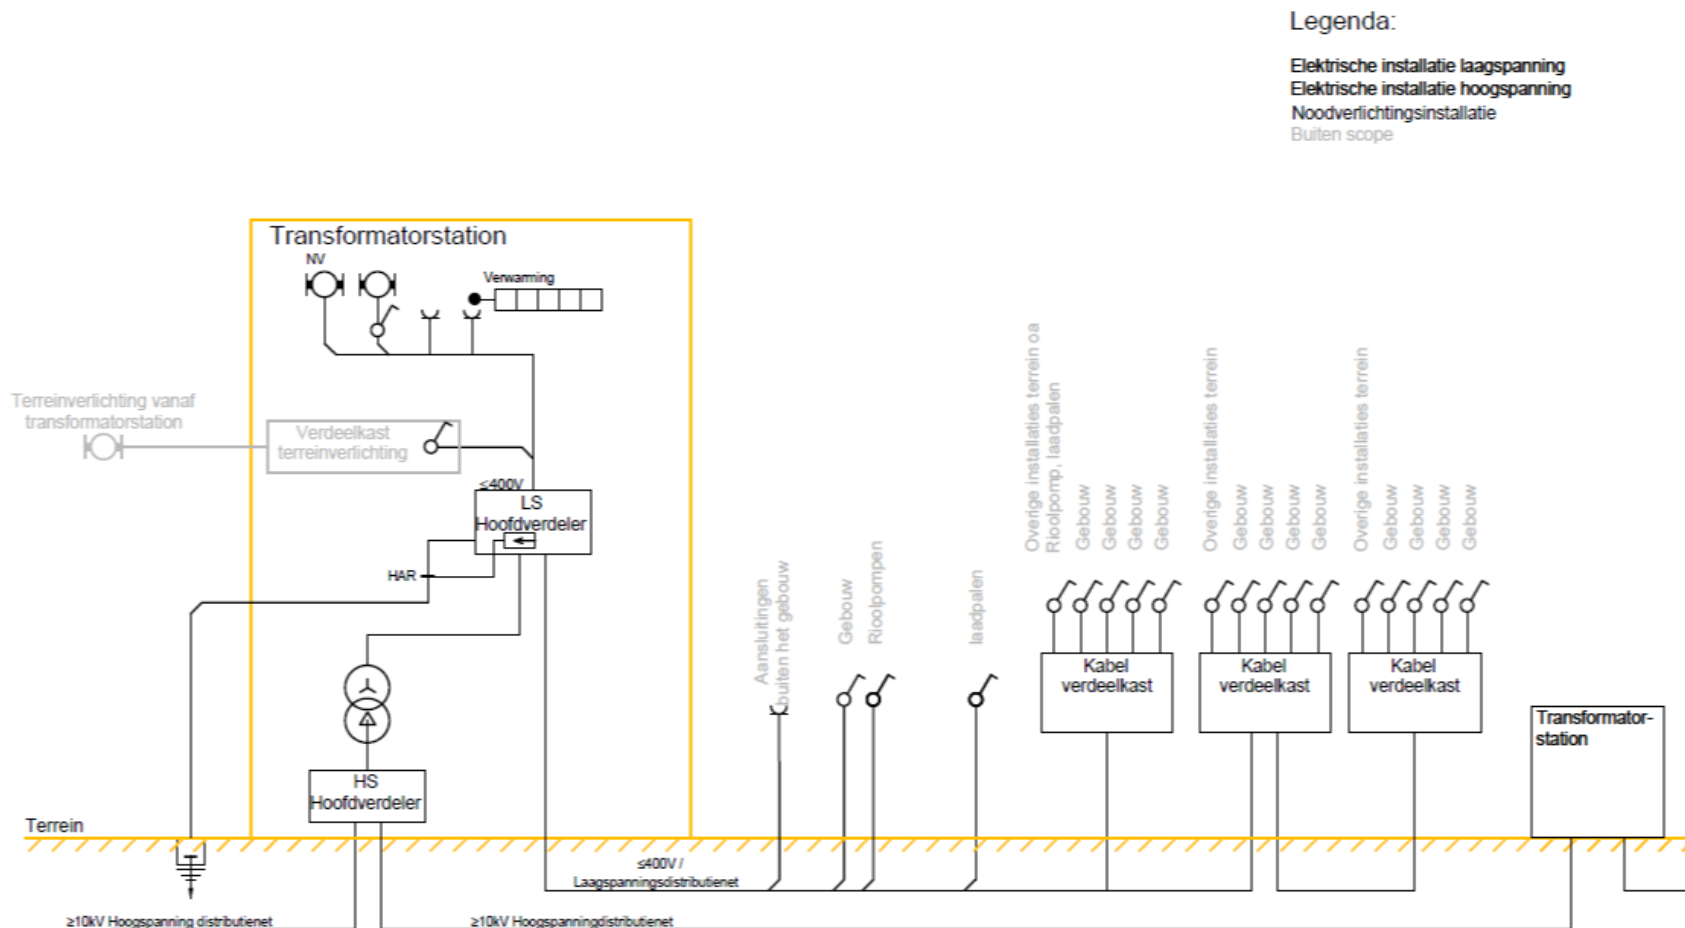 Legenda:
Elektrische installatie laagspanning
Elektrische installatie hoogspanning
Noodverlichtingsinstallatie
Buiten scope
Transformatorstation
NV
Verwarming
Terreinverlichting vanaf
transformatorstation
Verdeelkast
terreinverlichting
≤400V
LS
Hoofdverdeler
HAR
HS
Hoofdverdeler
Aansluitingen
buiten het gebouw
Gebouw
Rioolpompen
laadpalen
Overige installaties terrein oa
Rioolpomp, laadpalen
Gebouw
Gebouw
Gebouw
Gebouw
Overige installaties terrein
Gebouw
Gebouw
Gebouw
Gebouw
Overige installaties terrein
Gebouw
Gebouw
Gebouw
Gebouw
Kabel
verdeelkast
Kabel
verdeelkast
Kabel
verdeelkast
Transformator-
station
Terrein
≤400V /
Laagspanningsdistributienet
≥10kV Hoogspanning distributienet
≥10kV Hoogspanningdistributienet